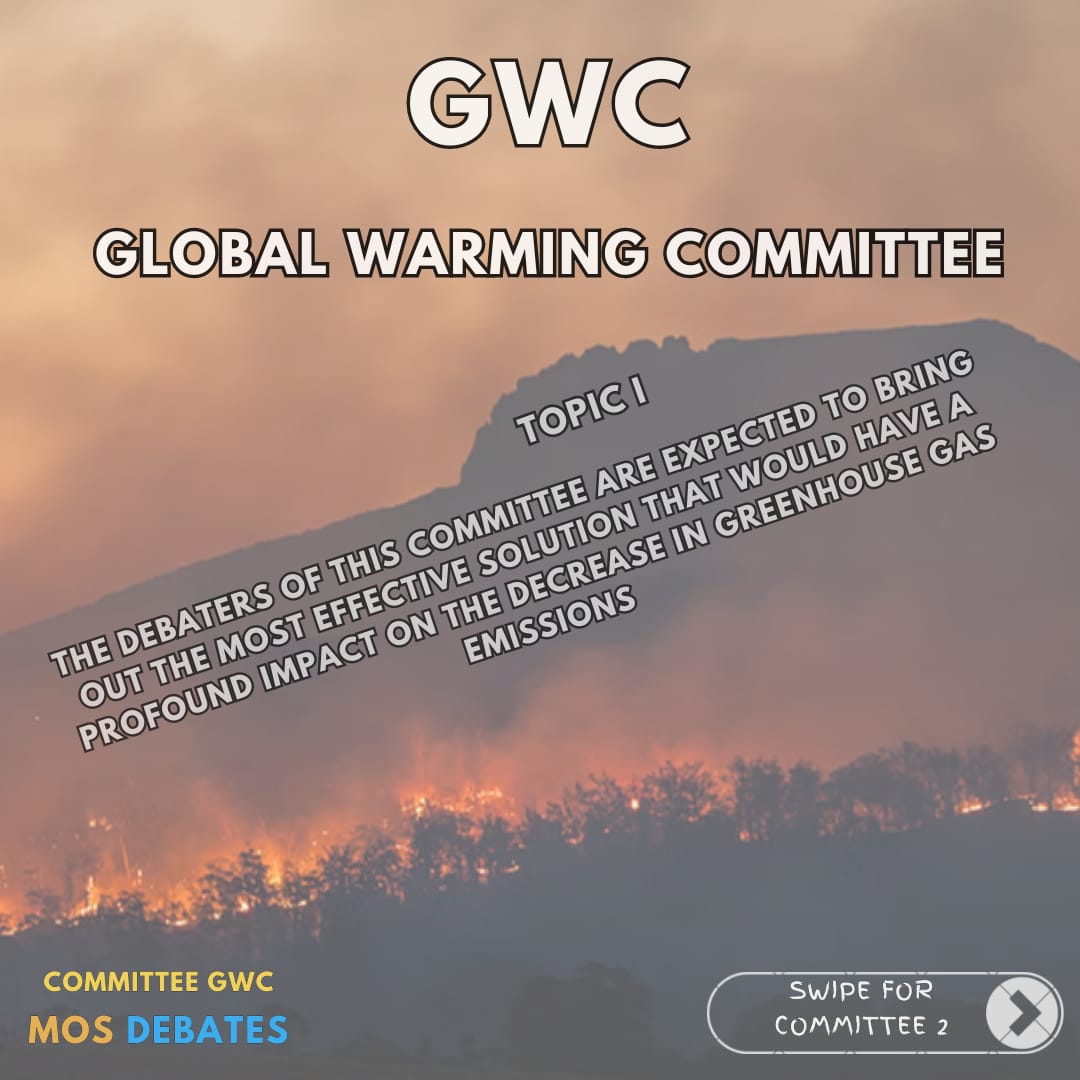 GWC
GLOBAL WARMING COMMITTEE
TOPIC I
THE DEBATERS OF THIS COMMITTEE ARE EXPECTED TO BRING
OUT THE MOST EFFECTIVE SOLUTION THAT WOULD HAVE A
PROFOUND IMPACT ON THE DECREASE IN GREENHOUSE GAS
EMISSIONS
COMMITTEE GWC
MOS DEBATES
SWIPE FOR
COMMITTEE 2